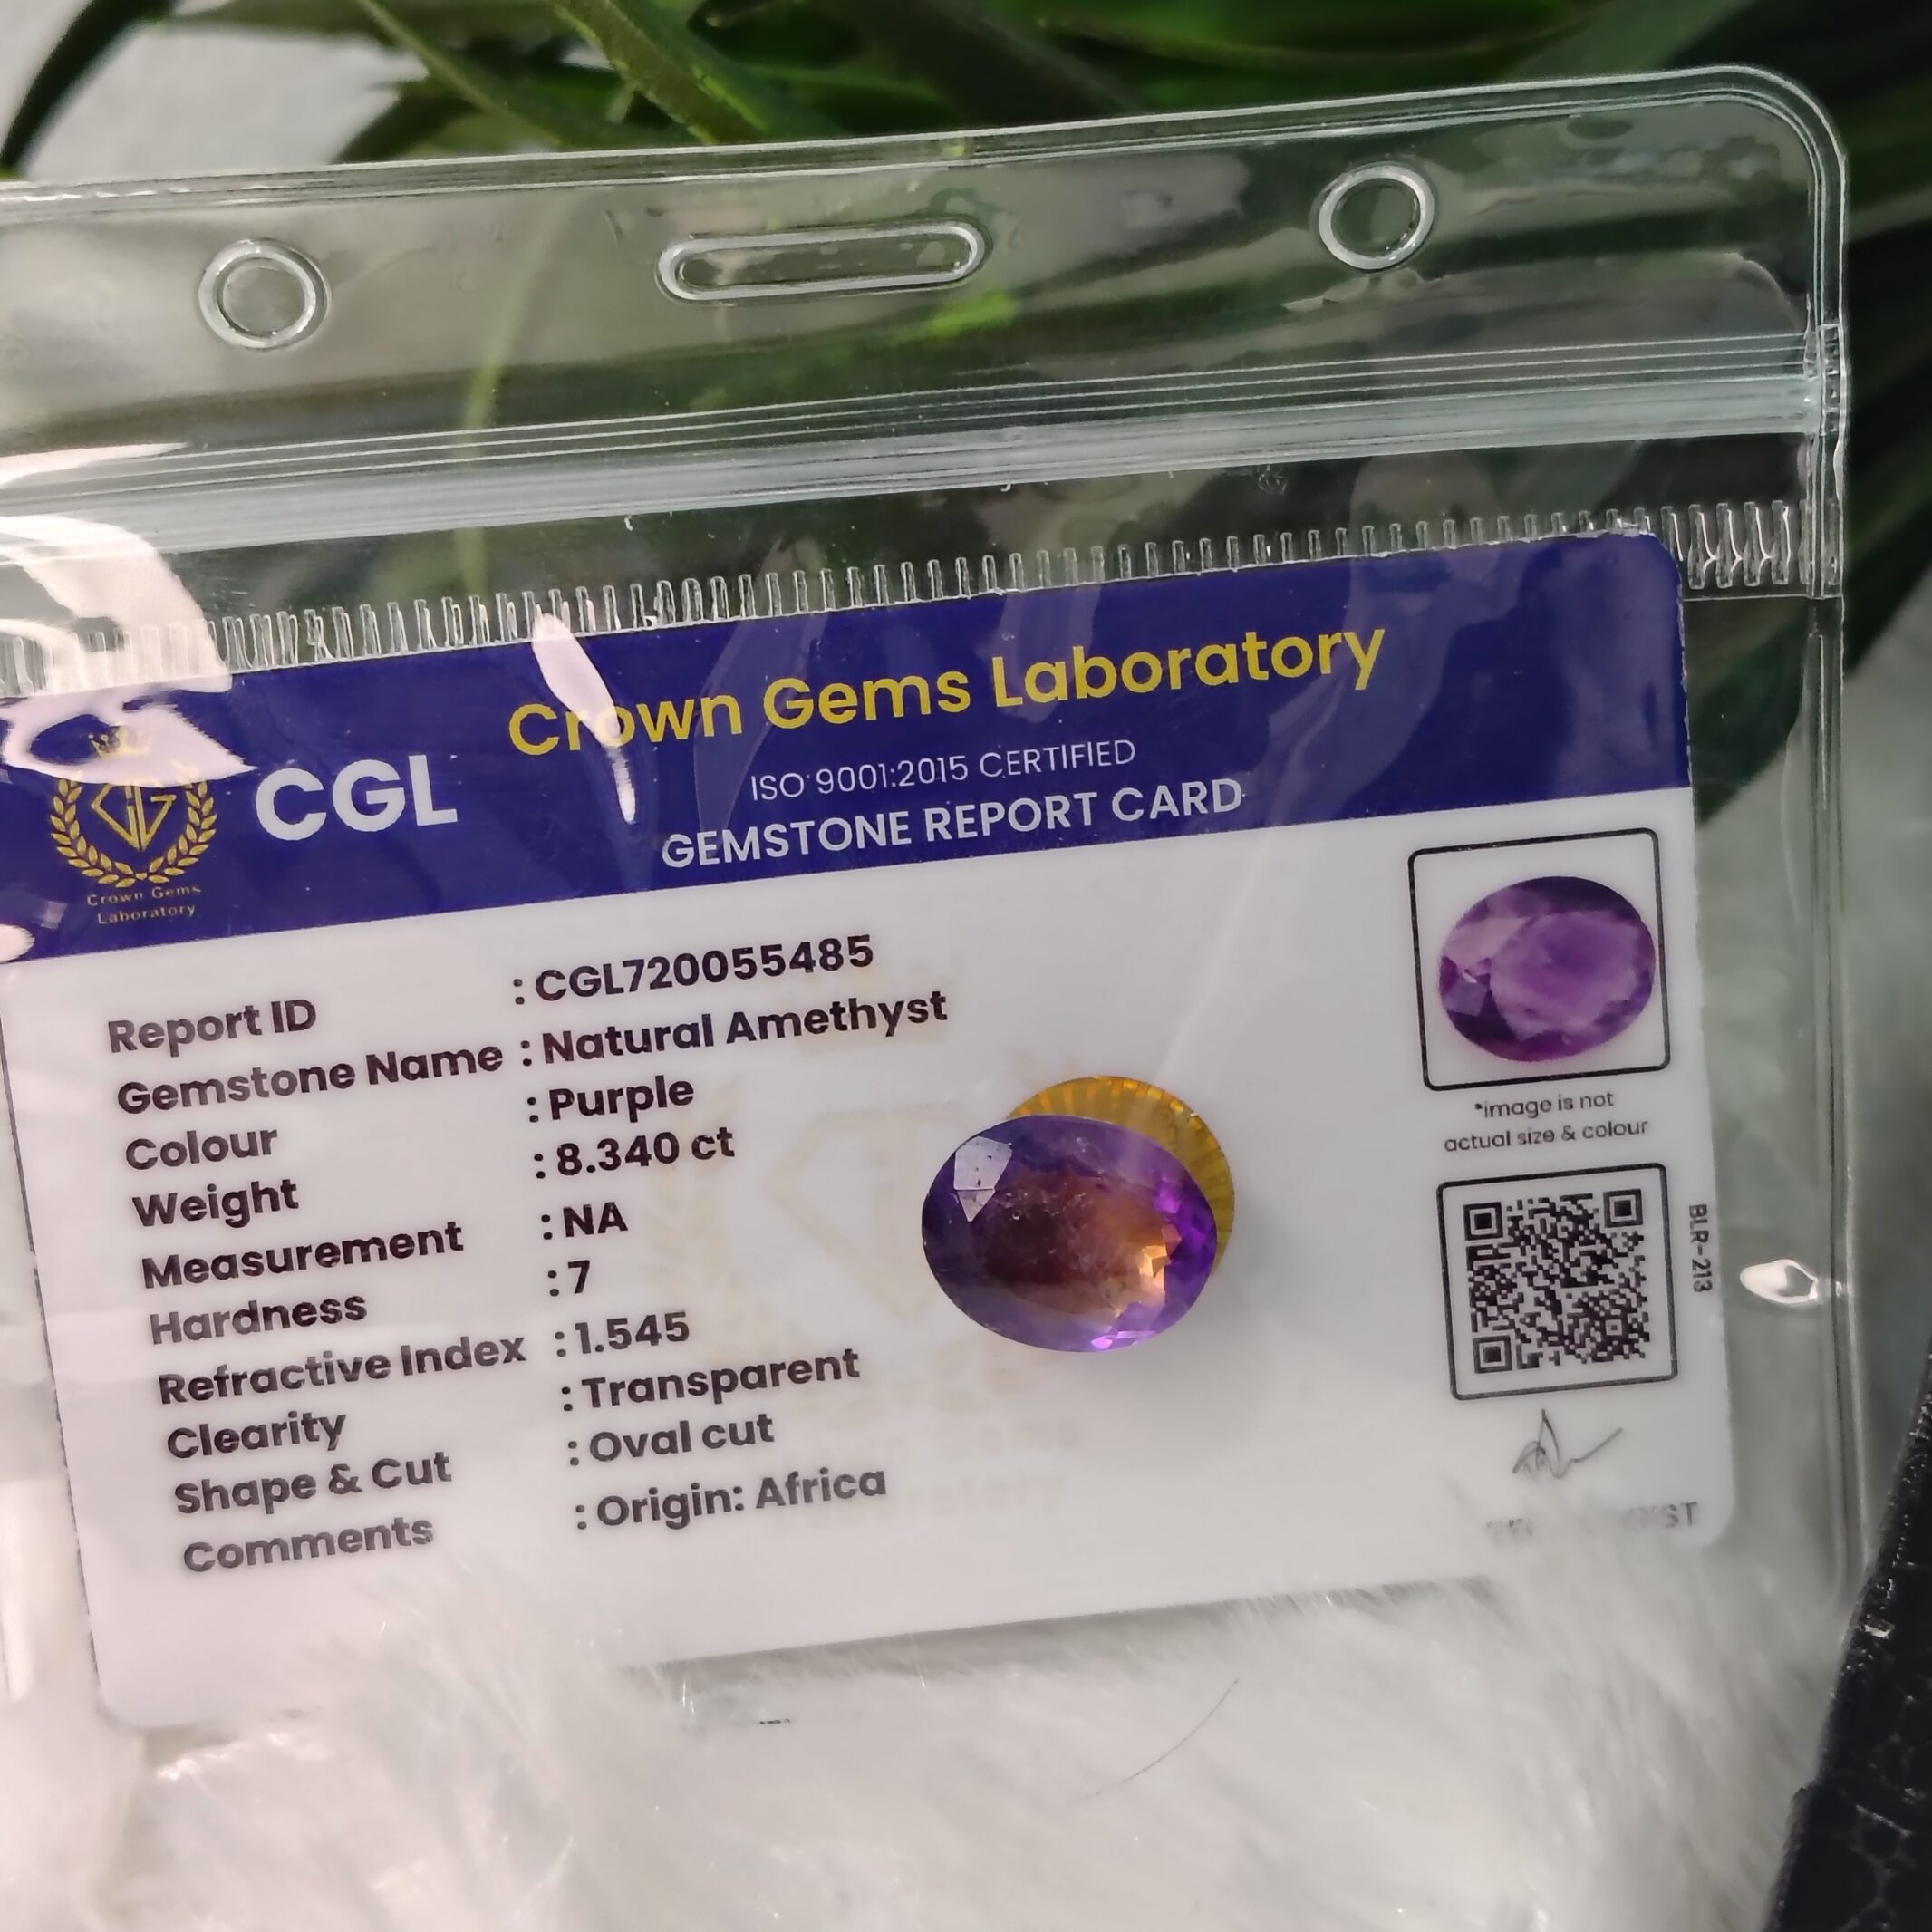 Crown Gems Laboratory
CGL
ISO 9001:2015 CERTIFIED
GEMSTONE REPORT CARD
Crown Gems
Laboratory
Report ID : CGL720055485
Gemstone Name : Natural Amethyst
Colour : Purple
Weight : 8.340 ct
Measurement : NA
Hardness : 7
Refractive Index : 1.545
Clearity : Transparent
Shape & Cut : Oval cut
Comments : Origin: Africa
*image is not
actual size & colour
BLR-213